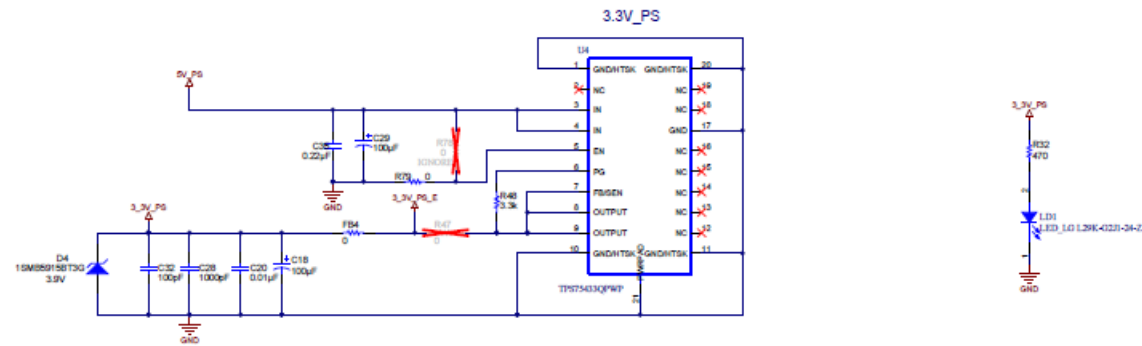 3.3V_PS
U4
1 GND/HTSK GND/HTSK 20
NC NC 19
3 IN NC 18
4 IN GND 17
5 EN NC 16
6 PG NC 15
7 FB/SEN NC 14
8 OUTPUT NC 13
9 OUTPUT NC 12
10 GND/HTSK GND/HTSK 11
21
TPS75433QPWP
5V_PS
C35
0.22µF
C29
100µF
0
IGNORE
R79 0
GND
3_3V_PS_E
R48
3.3k
R47
0
FB4
0
3_3V_PS
D4
1SMB5915BT3G
3.9V
C32
100pF
C28
1000pF
C20
0.01µF
C18
100µF
GND
3_3V_PS
R32
470
2
LD1
1
GND